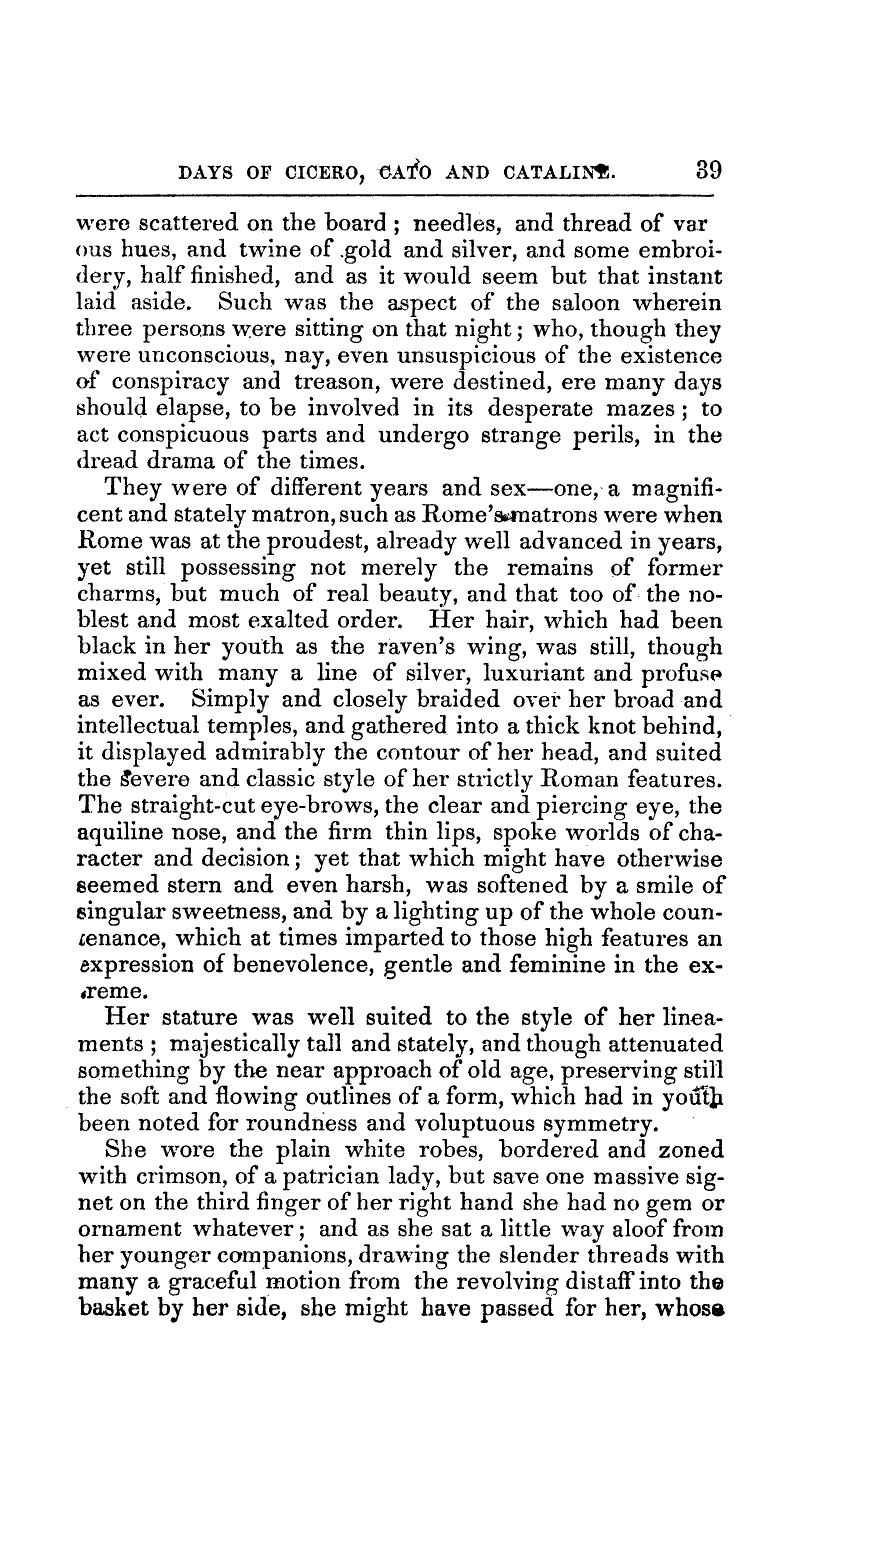 DAYS OF CICERO, CATO AND CATALINE. 39
were scattered on the board ; needles, and thread of var
ous hues, and twine of gold and silver, and some embroi-
dery, half finished, and as it would seem but that instant
laid aside. Such was the aspect of the saloon wherein
three persons were sitting on that night ; who, though they
were unconscious, nay, even unsuspicious of the existence
of conspiracy and treason, were destined, ere many days
should elapse, to be involved in its desperate mazes ; to
act conspicuous parts and undergo strange perils, in the
dread drama of the times.
They were of different years and sex—one, a magnifi-
cent and stately matron, such as Rome's matrons were when
Rome was at the proudest, already well advanced in years,
yet still possessing not merely the remains of former
charms, but much of real beauty, and that too of the no-
blest and most exalted order. Her hair, which had been
black in her youth as the raven's wing, was still, though
mixed with many a line of silver, luxuriant and profuse
as ever. Simply and closely braided over her broad and
intellectual temples, and gathered into a thick knot behind,
it displayed admirably the contour of her head, and suited
the severe and classic style of her strictly Roman features.
The straight-cut eye-brows, the clear and piercing eye, the
aquiline nose, and the firm thin lips, spoke worlds of cha-
racter and decision ; yet that which might have otherwise
seemed stern and even harsh, was softened by a smile of
singular sweetness, and by a lighting up of the whole coun-
tenance, which at times imparted to those high features an
expression of benevolence, gentle and feminine in the ex-
treme.
Her stature was well suited to the style of her linea-
ments ; majestically tall and stately, and though attenuated
something by the near approach of old age, preserving still
the soft and flowing outlines of a form, which had in youth
been noted for roundness and voluptuous symmetry.
She wore the plain white robes, bordered and zoned
with crimson, of a patrician lady, but save one massive sig-
net on the third finger of her right hand she had no gem or
ornament whatever ; and as she sat a little way aloof from
her younger companions, drawing the slender threads with
many a graceful motion from the revolving distaff into the
basket by her side, she might have passed for her, whose